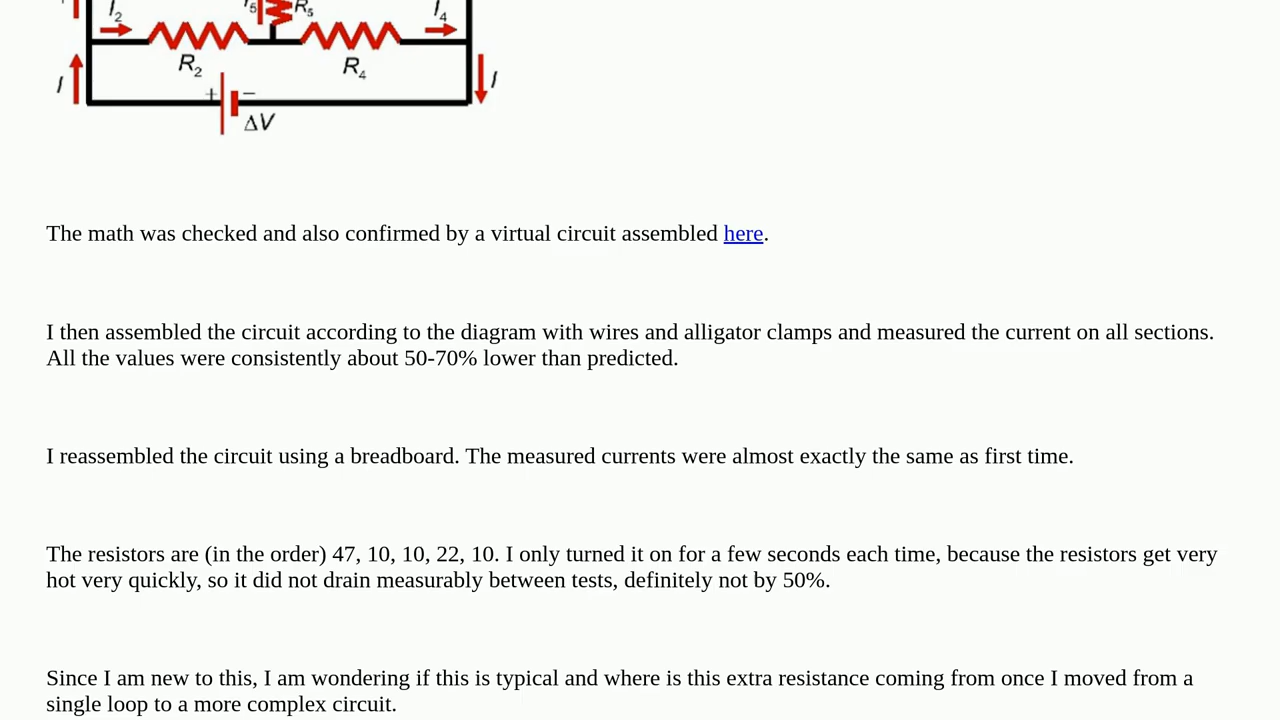 I2 I5 R5 I4
R2 R4
I + − I
ΔV
The math was checked and also confirmed by a virtual circuit assembled here.
I then assembled the circuit according to the diagram with wires and alligator clamps and measured the current on all sections.
All the values were consistently about 50-70% lower than predicted.
I reassembled the circuit using a breadboard. The measured currents were almost exactly the same as first time.
The resistors are (in the order) 47, 10, 10, 22, 10. I only turned it on for a few seconds each time, because the resistors get very
hot very quickly, so it did not drain measurably between tests, definitely not by 50%.
Since I am new to this, I am wondering if this is typical and where is this extra resistance coming from once I moved from a
single loop to a more complex circuit.